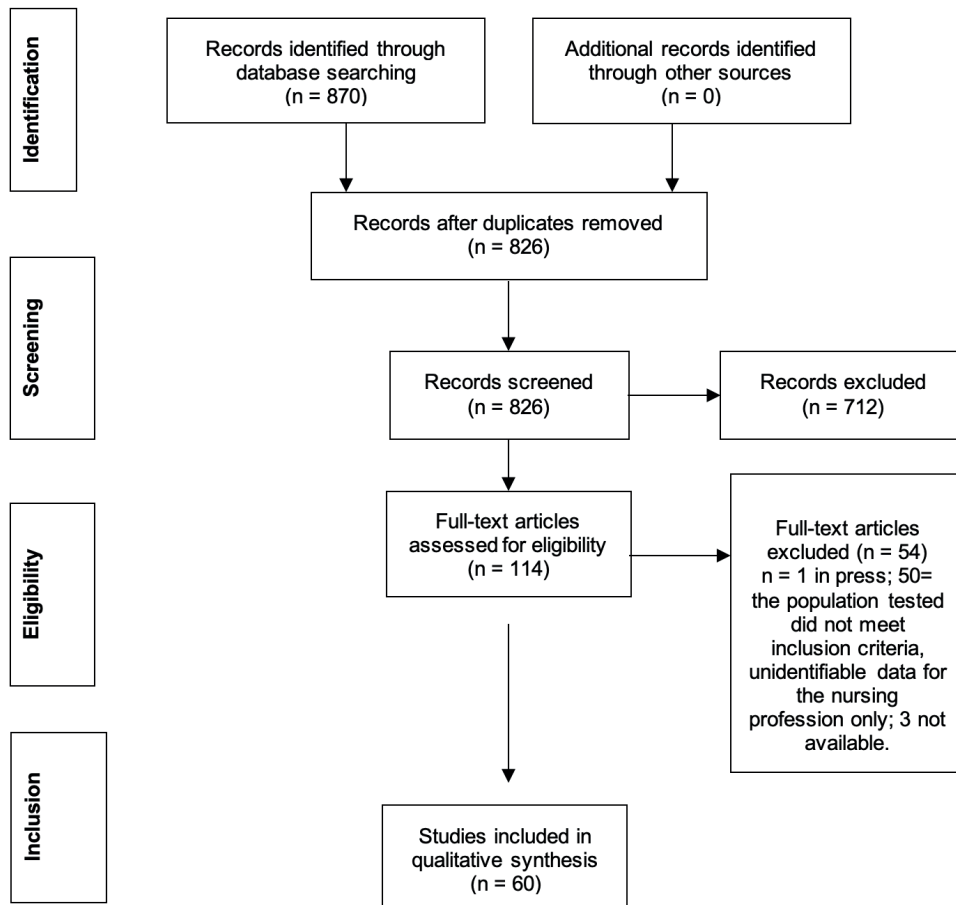 Identification
Records identified through
database searching
(n = 870)
Additional records identified
through other sources
(n = 0)
Records after duplicates removed
(n = 826)
Screening
Records screened
(n = 826)
Records excluded
(n = 712)
Eligibility
Full-text articles
assessed for eligibility
(n = 114)
Full-text articles
excluded (n = 54)
n = 1 in press; 50=
the population tested
did not meet
inclusion criteria,
unidentifiable data for
the nursing
profession only; 3 not
available.
Inclusion
Studies included in
qualitative synthesis
(n = 60)